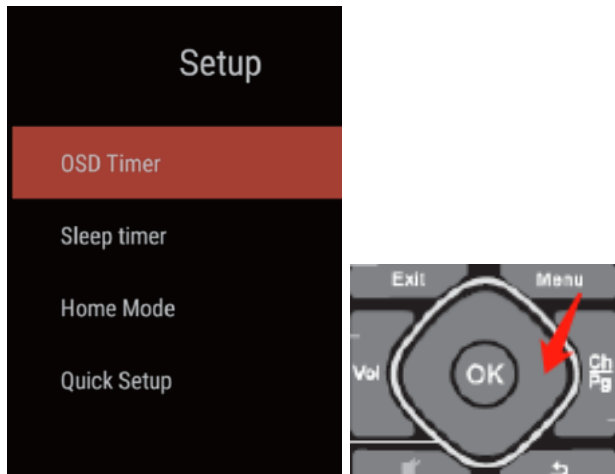 Setup
OSD Timer
Sleep timer
Home Mode
Quick Setup
Exit
Menu
Vol
OK
Ch
Pg